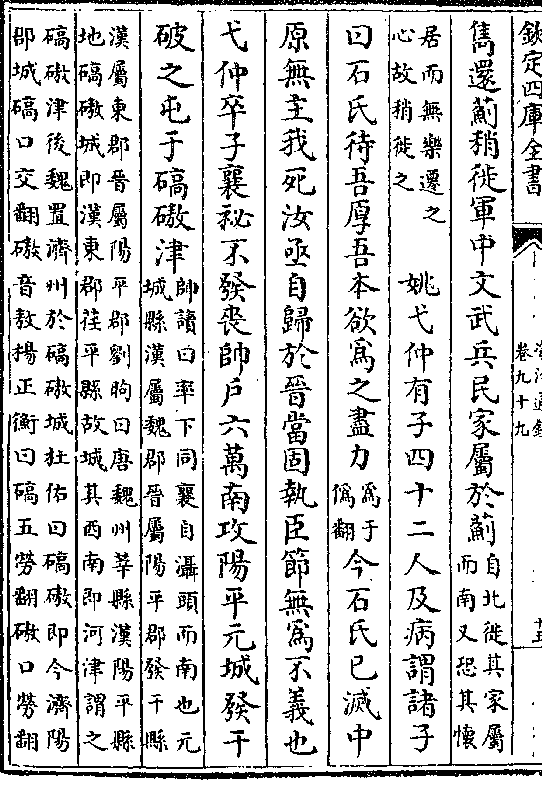 欽定四庫全書
卷九十九
雋還薊稍徙軍中文武兵民家屬於薊自北徙其家屬而南又恐其懷
居而無樂遷之心故稍徙之 姚弋仲有子四十二人及病謂諸子
曰石氏待吾厚吾本欲為之盡力為于偽翻今石氏已滅中
原無主我死汝亟自歸於晉當固執臣節無為不義也
弋仲卒子襄祕不發喪帥戶六萬南攻陽平元城發干
破之屯于碻磝津帥讀曰率下同襄自灄頭而南也元城縣漢屬魏郡晉屬陽平郡發干縣
漢屬東郡晉屬陽平郡劉昫曰唐魏州莘縣漢陽平縣
地碻磝城即漢東郡茌平縣故城其西南即河津謂之
碻磝津後魏置濟州於碻磝城杜佑曰碻磝即今濟陽
郡城碻口交翻磝音敖楊正衡曰碻五勞翻磝口勞翻